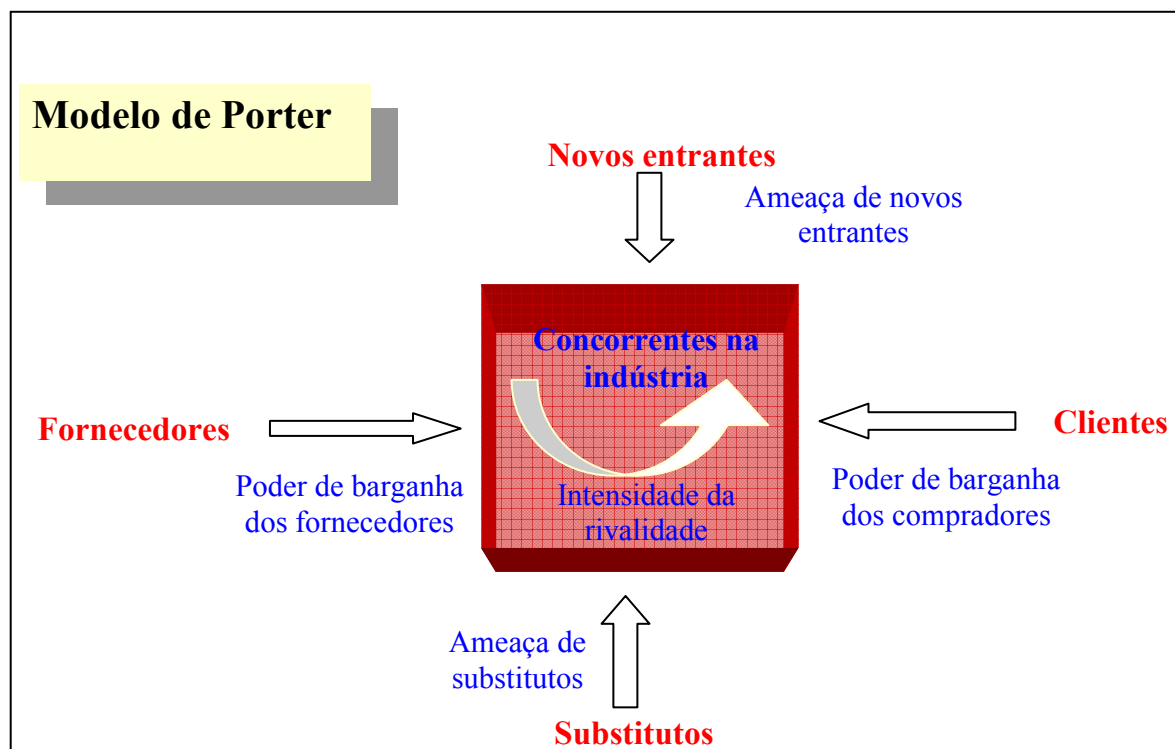 Modelo de Porter
Novos entrantes
Ameaça de novos
entrantes
Concorrentes na
indústria
Fornecedores
Clientes
Poder de barganha
dos fornecedores
Intensidade da
rivalidade
Poder de barganha
dos compradores
Ameaça de
substitutos
Substitutos